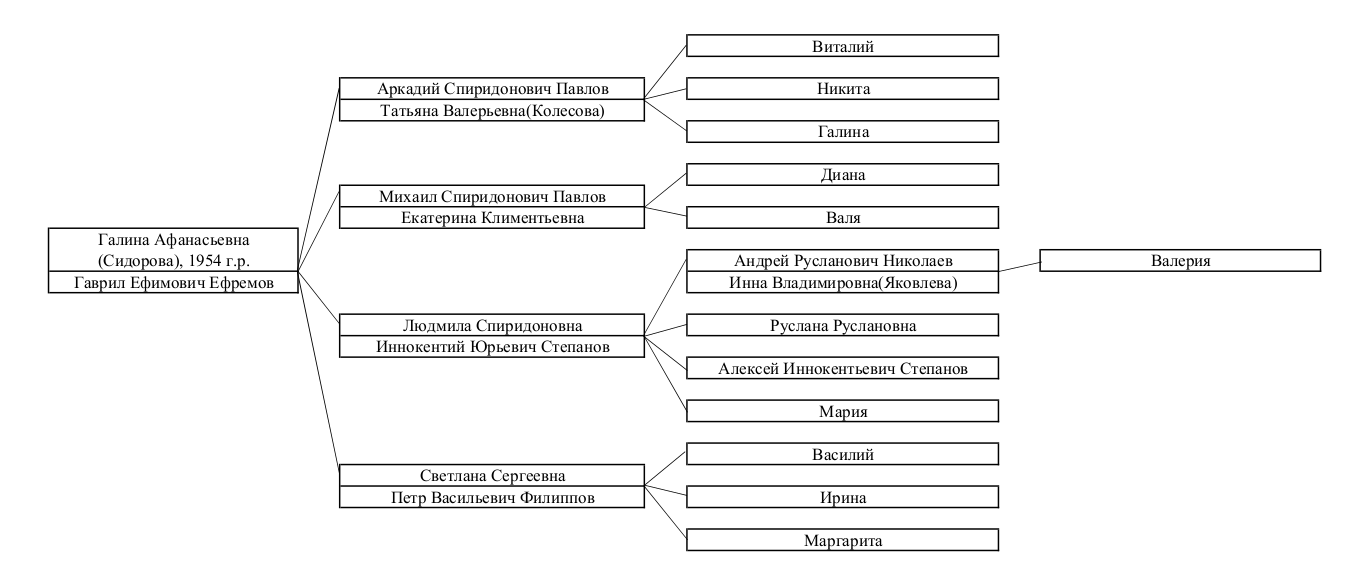 Галина Афанасьевна
(Сидорова), 1954 г.р.
Гаврил Ефимович Ефремов
Аркадий Спиридонович Павлов
Татьяна Валерьевна(Колесова)
Виталий
Никита
Галина
Михаил Спиридонович Павлов
Екатерина Климентьевна
Диана
Валя
Людмила Спиридоновна
Иннокентий Юрьевич Степанов
Андрей Русланович Николаев
Инна Владимировна(Яковлева)
Валерия
Руслана Руслановна
Алексей Иннокентьевич Степанов
Мария
Светлана Сергеевна
Петр Васильевич Филиппов
Василий
Ирина
Маргарита